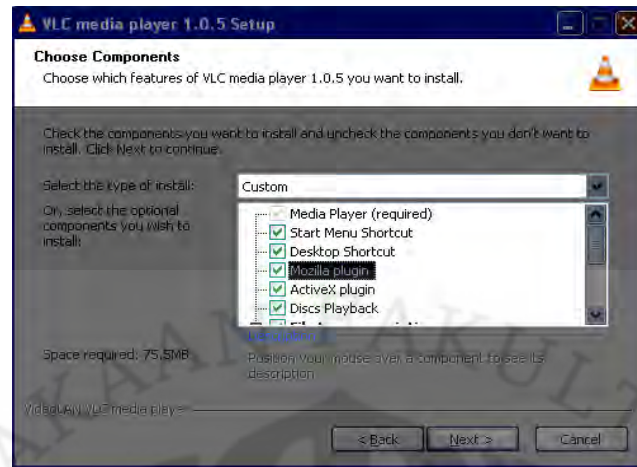 VLC media player 1.0.5 Setup
Choose Components
Choose which features of VLC media player 1.0.5 you want to install.
Check the components you want to install and uncheck the components you don't want to
install. Click Next to continue.
Select the type of install:
Custom
Or, select the optional
components you wish to
install:
Media Player (required)
Start Menu Shortcut
Desktop Shortcut
Mozilla plugin
ActiveX plugin
Discs Playback
Space required: 75.5MB
Position your mouse over a component to see its
description
VideoLAN VLC media player
< Back
Next >
Cancel